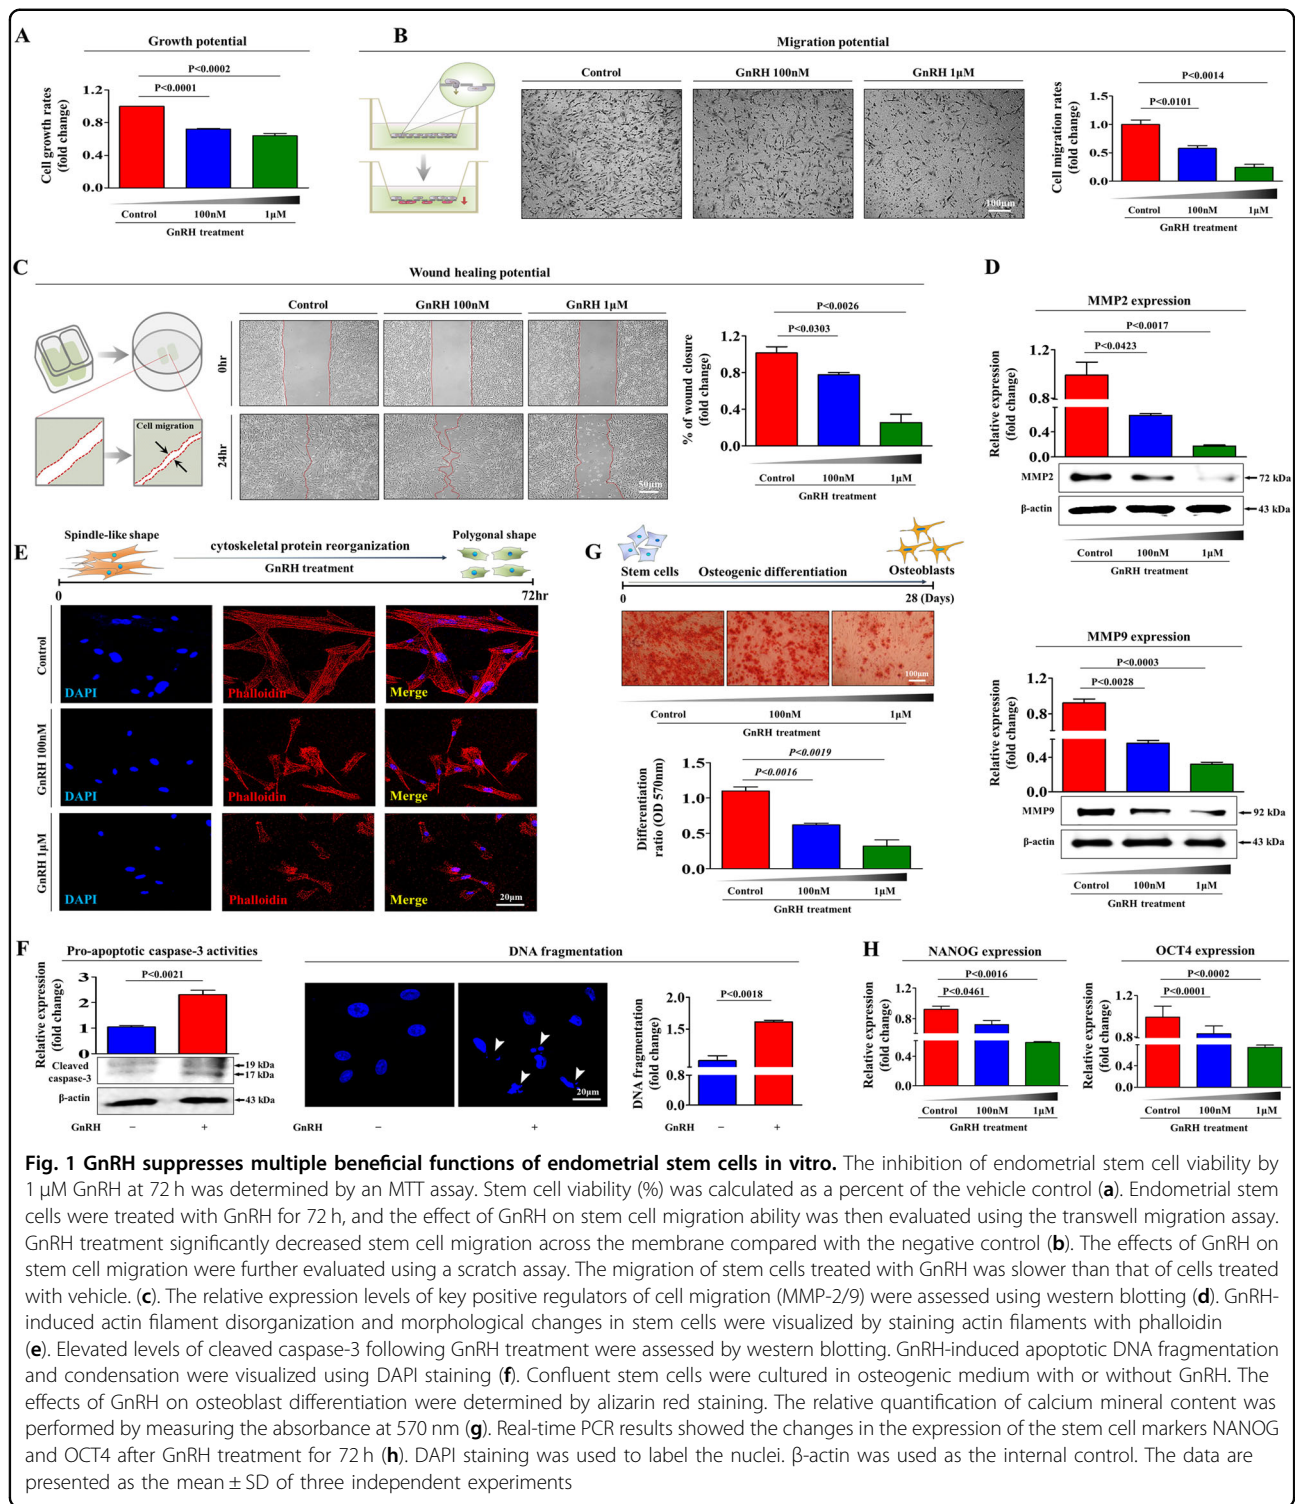 A
Growth potential
P<0.0002
P<0.0001
Cell growth rates
(fold change)
1.2
0.8
0.4
0.0
Control 100nM 1μM
GnRH treatment
B
Migration potential
Control GnRH 100nM GnRH 1μM
100μm
P<0.0014
P<0.0101
Cell migration rates
(fold change)
1.5
1.0
0.5
0.0
Control 100nM 1μM
GnRH treatment
C
Wound healing potential
Cell migration
Control GnRH 100nM GnRH 1μM
0hr
24hr
50μm
P<0.0026
P<0.0303
% of wound closure
(fold change)
1.2
0.8
0.4
0.0
Control 100nM 1μM
GnRH treatment
D
MMP2 expression
P<0.0017
P<0.0423
Relative expression
(fold change)
1.2
0.8
0.4
0.0
MMP2 72 kDa
β-actin 43 kDa
Control 100nM 1μM
GnRH treatment
MMP9 expression
P<0.0003
P<0.0028
Relative expression
(fold change)
1.2
0.8
0.4
0.0
MMP9 92 kDa
β-actin 43 kDa
Control 100nM 1μM
GnRH treatment
E
Spindle-like shape cytoskeletal protein reorganization Polygonal shape
GnRH treatment
0 72hr
Control
DAPI Phalloidin Merge
GnRH 100nM
DAPI Phalloidin Merge
GnRH 1μM
DAPI Phalloidin Merge
20μm
G
Stem cells Osteogenic differentiation Osteoblasts
0 28 (Days)
100μm
Control 100nM 1μM
GnRH treatment
P<0.0019
P<0.0016
Differentiation
ratio (OD 570nm)
1.5
1.0
0.5
0.0
Control 100nM 1μM
GnRH treatment
F
Pro-apoptotic caspase-3 activities
P<0.0021
Relative expression
(fold change)
3
2
1
0
Cleaved
caspase-3
19 kDa
17 kDa
β-actin 43 kDa
GnRH − +
DNA fragmentation
20μm
GnRH − +
P<0.0018
DNA fragmentation
(fold change)
2.0
1.5
0.8
0.0
GnRH − +
H
NANOG expression
P<0.0016
P<0.0461
Relative expression
(fold change)
1.2
0.8
0.4
0.0
Control 100nM 1μM
GnRH treatment
OCT4 expression
P<0.0002
P<0.0001
Relative expression
(fold change)
1.2
0.8
0.4
0.0
Control 100nM 1μM
GnRH treatment
Fig. 1 GnRH suppresses multiple beneficial functions of endometrial stem cells in vitro. The inhibition of endometrial stem cell viability by
1 μM GnRH at 72 h was determined by an MTT assay. Stem cell viability (%) was calculated as a percent of the vehicle control (a). Endometrial stem
cells were treated with GnRH for 72 h, and the effect of GnRH on stem cell migration ability was then evaluated using the transwell migration assay.
GnRH treatment significantly decreased stem cell migration across the membrane compared with the negative control (b). The effects of GnRH on
stem cell migration were further evaluated using a scratch assay. The migration of stem cells treated with GnRH was slower than that of cells treated
with vehicle. (c). The relative expression levels of key positive regulators of cell migration (MMP-2/9) were assessed using western blotting (d). GnRH-
induced actin filament disorganization and morphological changes in stem cells were visualized by staining actin filaments with phalloidin
(e). Elevated levels of cleaved caspase-3 following GnRH treatment were assessed by western blotting. GnRH-induced apoptotic DNA fragmentation
and condensation were visualized using DAPI staining (f). Confluent stem cells were cultured in osteogenic medium with or without GnRH. The
effects of GnRH on osteoblast differentiation were determined by alizarin red staining. The relative quantification of calcium mineral content was
performed by measuring the absorbance at 570 nm (g). Real-time PCR results showed the changes in the expression of the stem cell markers NANOG
and OCT4 after GnRH treatment for 72 h (h). DAPI staining was used to label the nuclei. β-actin was used as the internal control. The data are
presented as the mean ± SD of three independent experiments